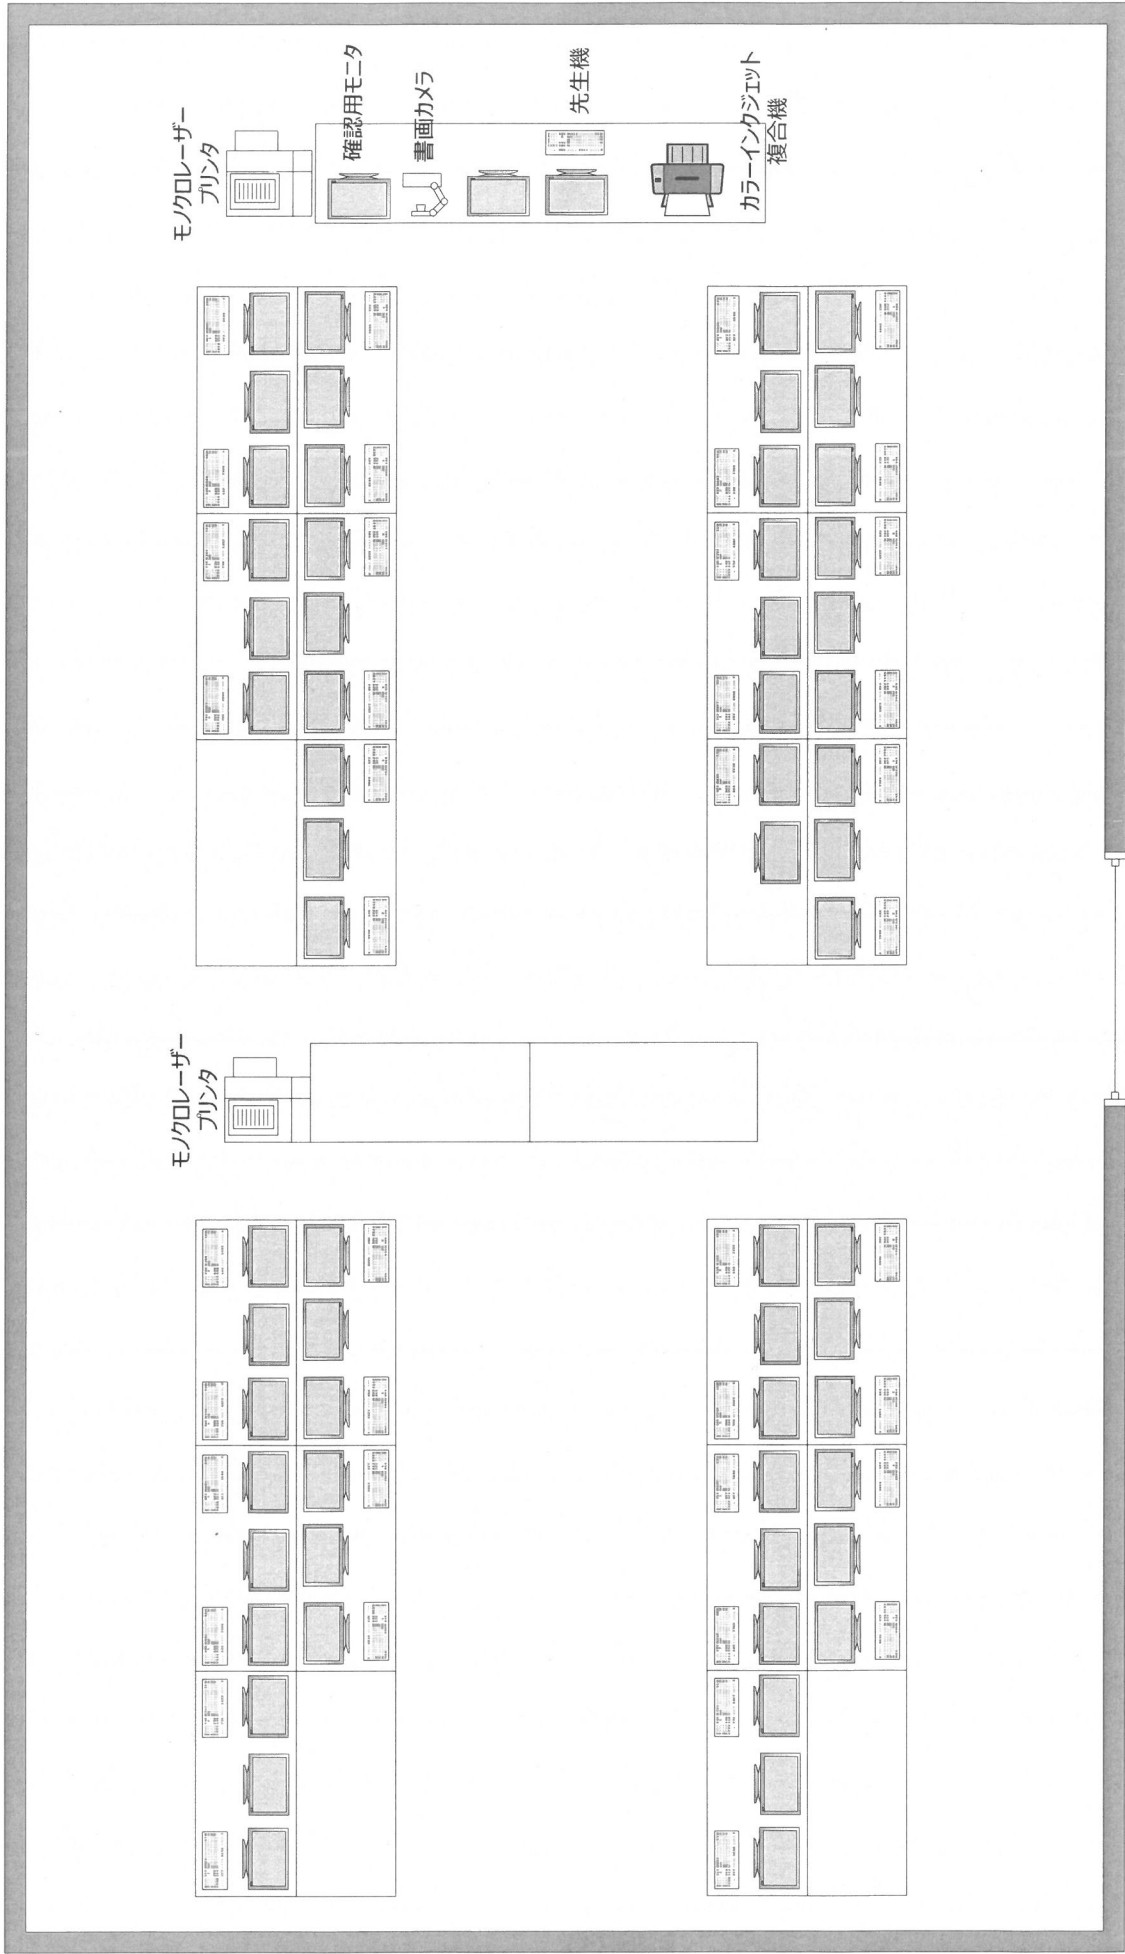 モノクロレーザー
プリンタ
確認用モニタ
書画カメラ
先生機
カラーインクジェット
複合機
モノクロレーザー
プリンタ